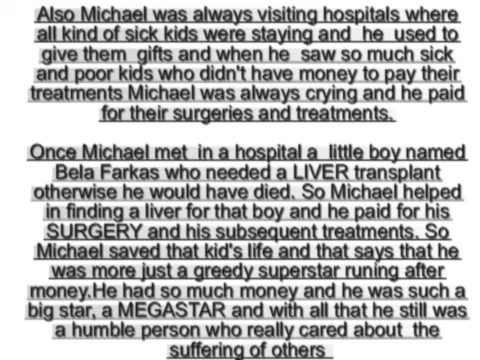 Also Michael was always visiting hospitals where
all kind of sick kids were staying and he used to
give them gifts and when he saw so much sick
and poor kids who didn't have money to pay their
treatments Michael was always crying and he paid
for their surgeries and treatments.
Once Michael met in a hospital a little boy named
Bela Farkas who needed a LIVER transplant
otherwise he would have died. So Michael helped
in finding a liver for that boy and he paid for his
SURGERY and his subsequent treatments. So
Michael saved that kid's life and that says that he
was more just a greedy superstar runing after
money.He had so much money and he was such a
big star, a MEGASTAR and with all that he still was
a humble person who really cared about the
suffering of others